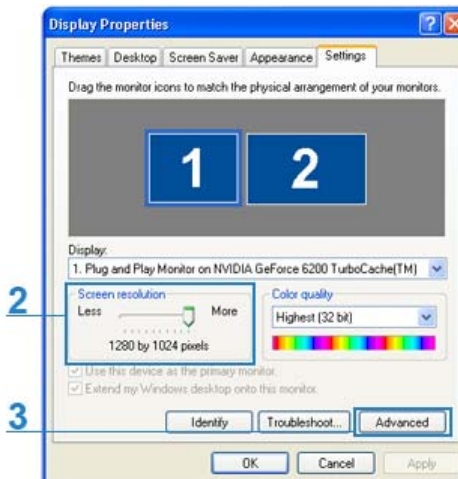 Display Properties
Themes Desktop Screen Saver Appearance Settings
Drag the monitor icons to match the physical arrangement of your monitors.
1 2
Display:
1. Plug and Play Monitor on NVIDIA GeForce 6200 TurboCache(TM)
2
Screen resolution
Less More
1280 by 1024 pixels
Color quality
Highest (32 bit)
Use this device as the primary monitor.
Extend my Windows desktop onto this monitor.
3
Identify Troubleshoot... Advanced
OK Cancel Apply